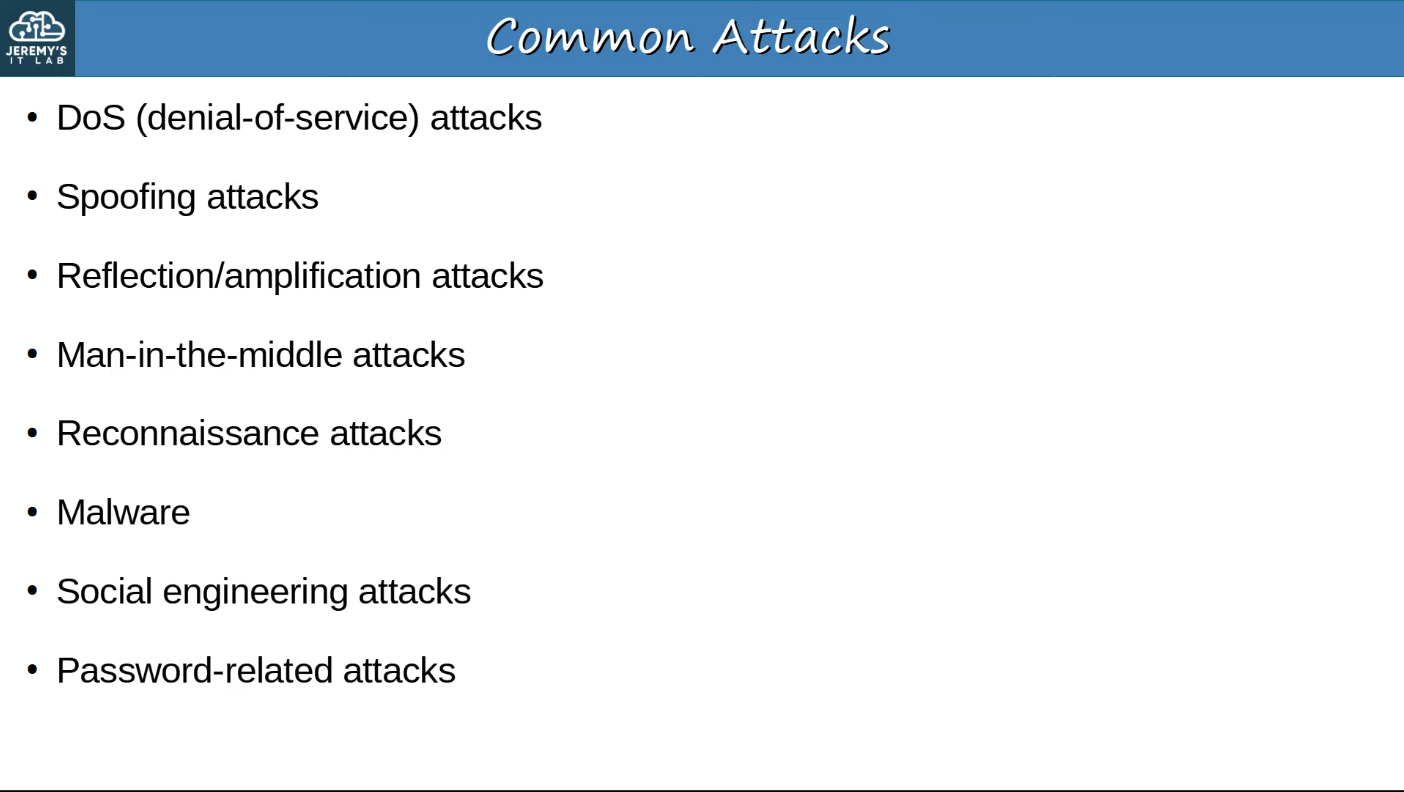 JEREMY'S
IT LAB
Common Attacks
• DoS (denial-of-service) attacks
• Spoofing attacks
• Reflection/amplification attacks
• Man-in-the-middle attacks
• Reconnaissance attacks
• Malware
• Social engineering attacks
• Password-related attacks